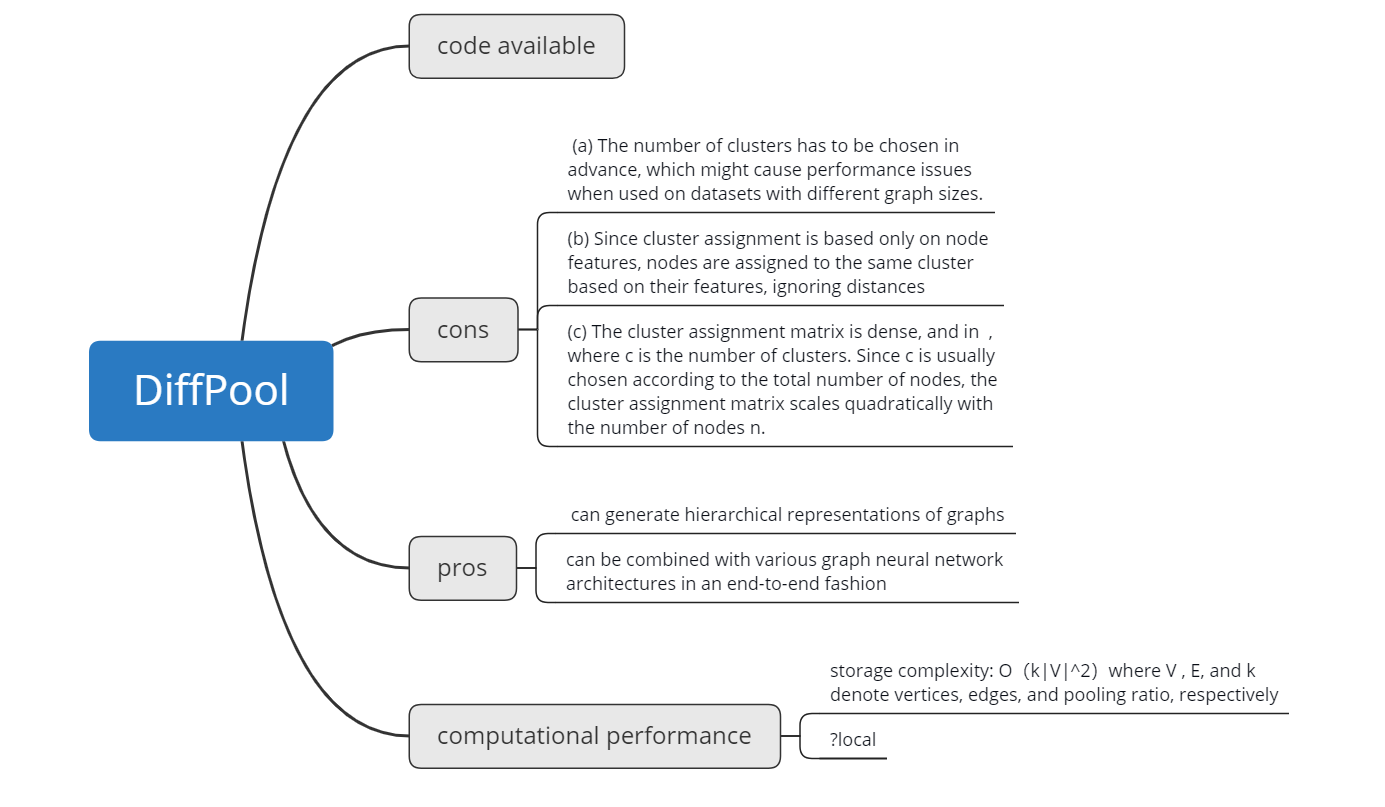 code available
(a) The number of clusters has to be chosen in
advance, which might cause performance issues
when used on datasets with different graph sizes.
(b) Since cluster assignment is based only on node
features, nodes are assigned to the same cluster
based on their features, ignoring distances
cons
(c) The cluster assignment matrix is dense, and in ,
where c is the number of clusters. Since c is usually
chosen according to the total number of nodes, the
cluster assignment matrix scales quadratically with
the number of nodes n.
DiffPool
can generate hierarchical representations of graphs
pros
can be combined with various graph neural network
architectures in an end-to-end fashion
computational performance
storage complexity: O (k|V|^2) where V , E, and k
denote vertices, edges, and pooling ratio, respectively
?local